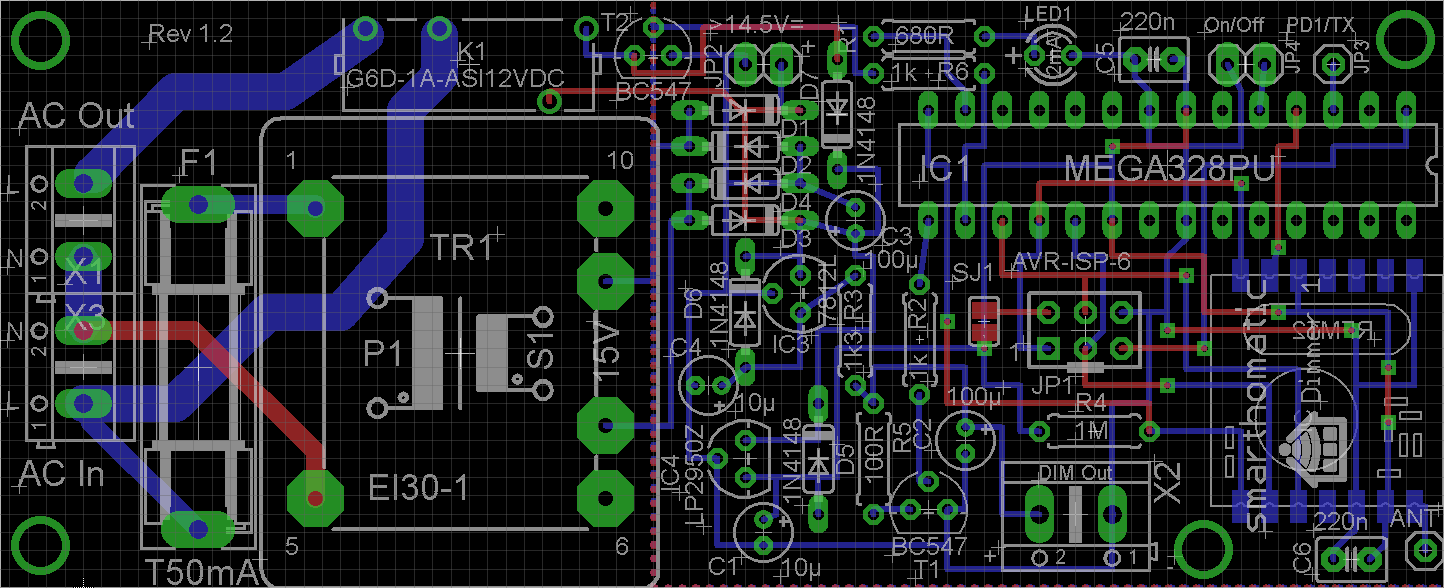 Rev 1.2
K1
G6D-1A-ASI12VDC
T2
BC547
>14.5V=
JP2
+
D7
R1
680R
1k
R6
LED1
2mA
+
220n
C5
On/Off
JP4
PD1/TX
JP3
AC Out
F1
1
10
D1
D2
D4
D3
1N4148
IC1
MEGA328PU
2
N
1
X1
X3
N
2
1
TR1
C3
100µ
+
D6
1N4148
7812L
IC3
R3
1k3
1k
R2
SJ1
AVR-ISP-6
1
JP1
1
RFM12
Dimmer
smarthomatic
P1
S1
15V
C4
10µ
100µ
+
R4
1M
AC In
EI30-1
IC4
LP2950Z
1N4148
D5
100R
R5
C2
DIM Out
X2
+
2
1
220n
C6
ANT
5
6
T50mA
C1
10µ
+
BC547
T1